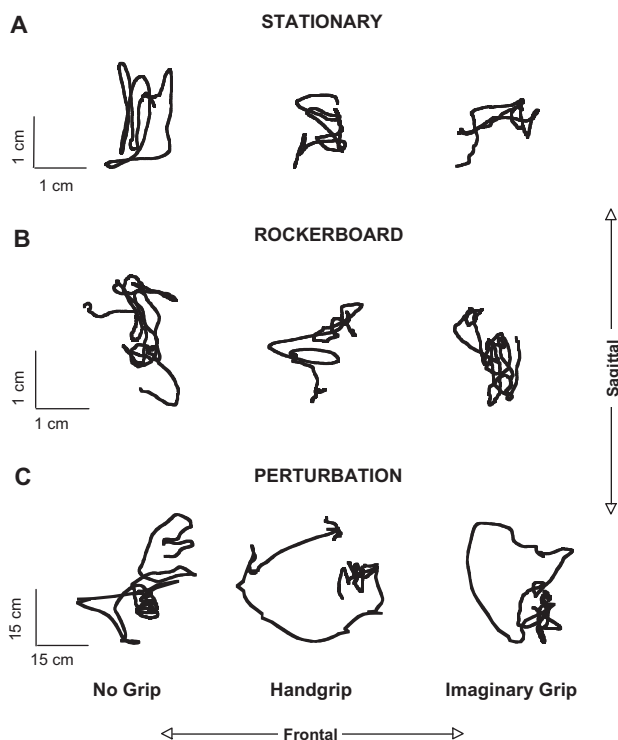 A
STATIONARY
1 cm
1 cm
B
ROCKERBOARD
1 cm
1 cm
Sagittal
C
PERTURBATION
15 cm
15 cm
No Grip
Handgrip
Imaginary Grip
Frontal